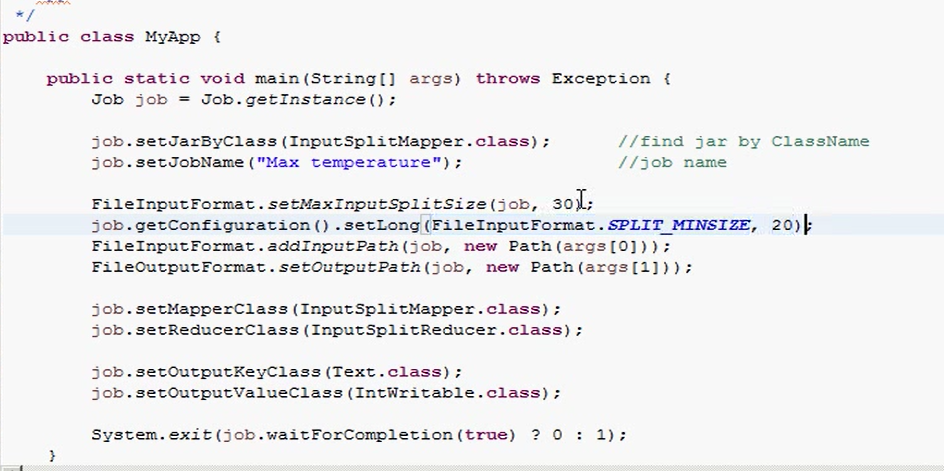 */
public class MyApp {
public static void main(String[] args) throws Exception {
Job job = Job.getInstance();
job.setJarByClass(InputSplitMapper.class); //find jar by ClassName
job.setJobName("Max temperature"); //job name
FileInputFormat.setMaxInputSplitSize(job, 30);
job.getConfiguration().setLong(FileInputFormat.SPLIT_MINSIZE, 20);
FileInputFormat.addInputPath(job, new Path(args[0]));
FileOutputFormat.setOutputPath(job, new Path(args[1]));
job.setMapperClass(InputSplitMapper.class);
job.setReducerClass(InputSplitReducer.class);
job.setOutputKeyClass(Text.class);
job.setOutputValueClass(IntWritable.class);
System.exit(job.waitForCompletion(true) ? 0 : 1);
}